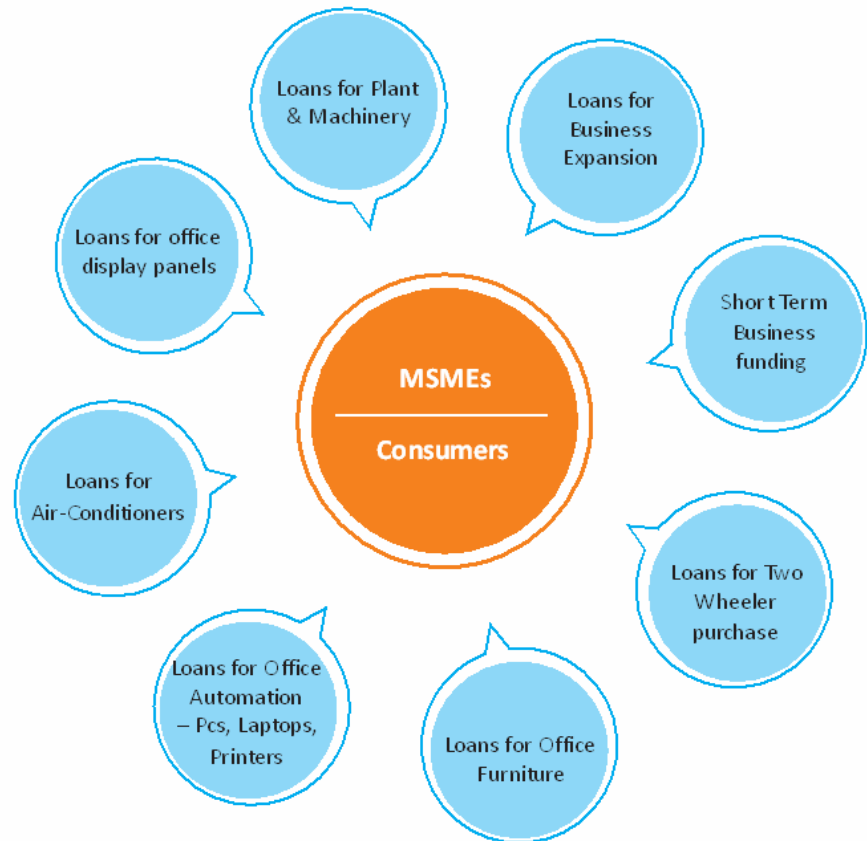 Loans for Plant
& Machinery
Loans for
Business
Expansion
Short Term
Business
funding
Loans for Two
Wheeler
purchase
Loans for Office
Furniture
Loans for Office
Automation
– Pcs, Laptops,
Printers
Loans for
Air-Conditioners
Loans for office
display panels
MSMEs
Consumers